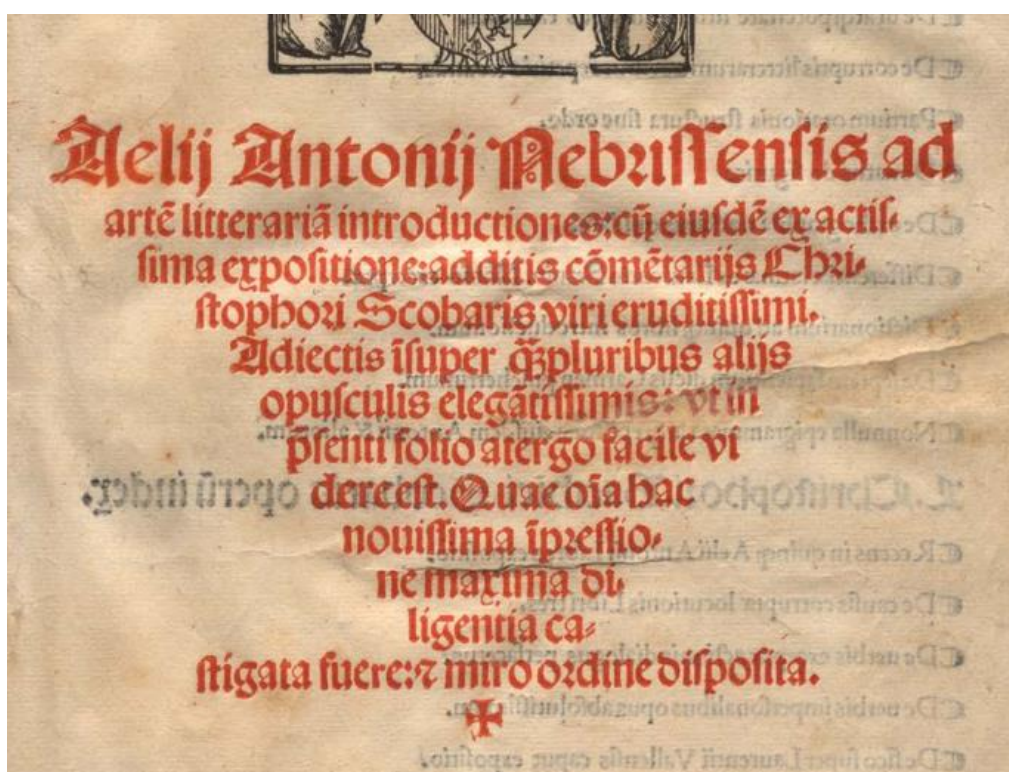 Aelij Antonij Nebrissensis ad
artē litterariā introductiones: cū eiusdē exactis⸗
sima expositione: additis cōmētarijs Chri⸗
stophori Scobaris viri eruditissimi.
Adiectis īsuper q̄pluribus alijs
opusculis elegātissimis: vt in
p̄senti folio atergo facile vi
dere est. Quae oīa hac
nouissima īpressio⸗
ne maxima di⸗
ligentia ca⸗
stigata fuere: ⁊ miro ordine disposita.
✠